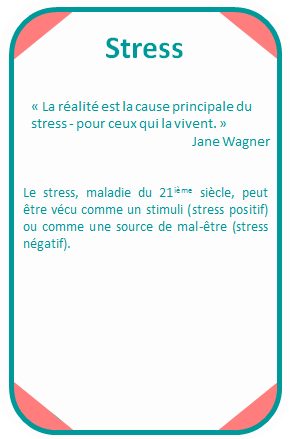 Stress
« La réalité est la cause principale du
stress - pour ceux qui la vivent. »
Jane Wagner
Le stress, maladie du 21ième siècle, peut
être vécu comme un stimuli (stress positif)
ou comme une source de mal-être (stress
négatif).